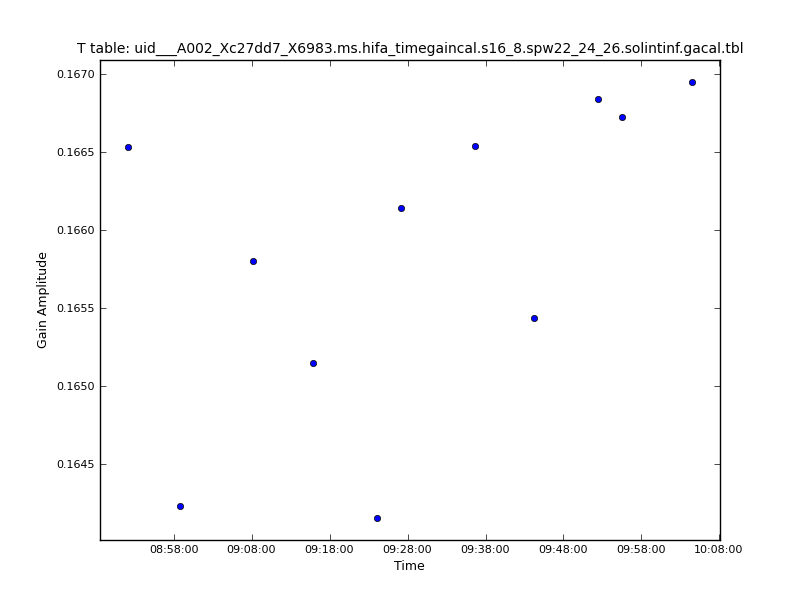 T table: uid___A002_Xc27dd7_X6983.ms.hifa_timegaincal.s16_8.spw22_24_26.solintinf.gacal.tbl
0.1670
0.1665
0.1660
0.1655
0.1650
0.1645
Gain Amplitude
08:58:00 09:08:00 09:18:00 09:28:00 09:38:00 09:48:00 09:58:00 10:08:00
Time